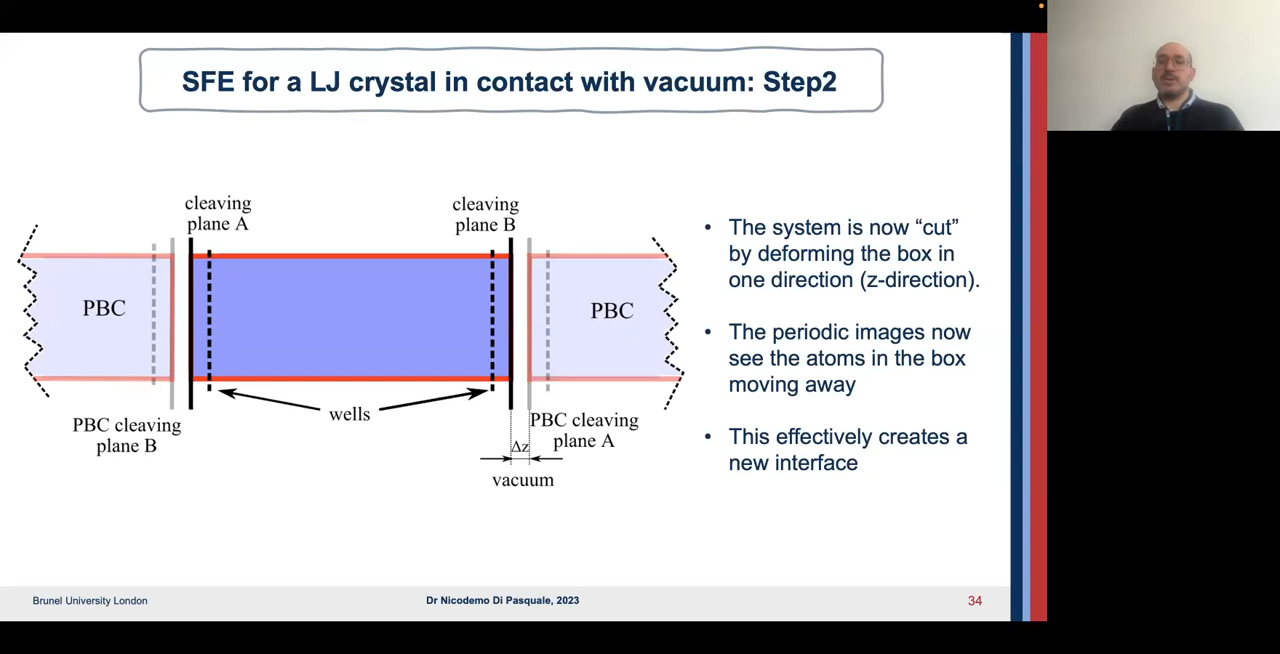 SFE for a LJ crystal in contact with vacuum: Step2
cleaving
plane A
cleaving
plane B
PBC
PBC
wells
PBC cleaving
plane B
PBC cleaving
plane A
Δz
vacuum
• The system is now “cut”
by deforming the box in
one direction (z-direction).
• The periodic images now
see the atoms in the box
moving away
• This effectively creates a
new interface
Brunel University London
Dr Nicodemo Di Pasquale, 2023
34